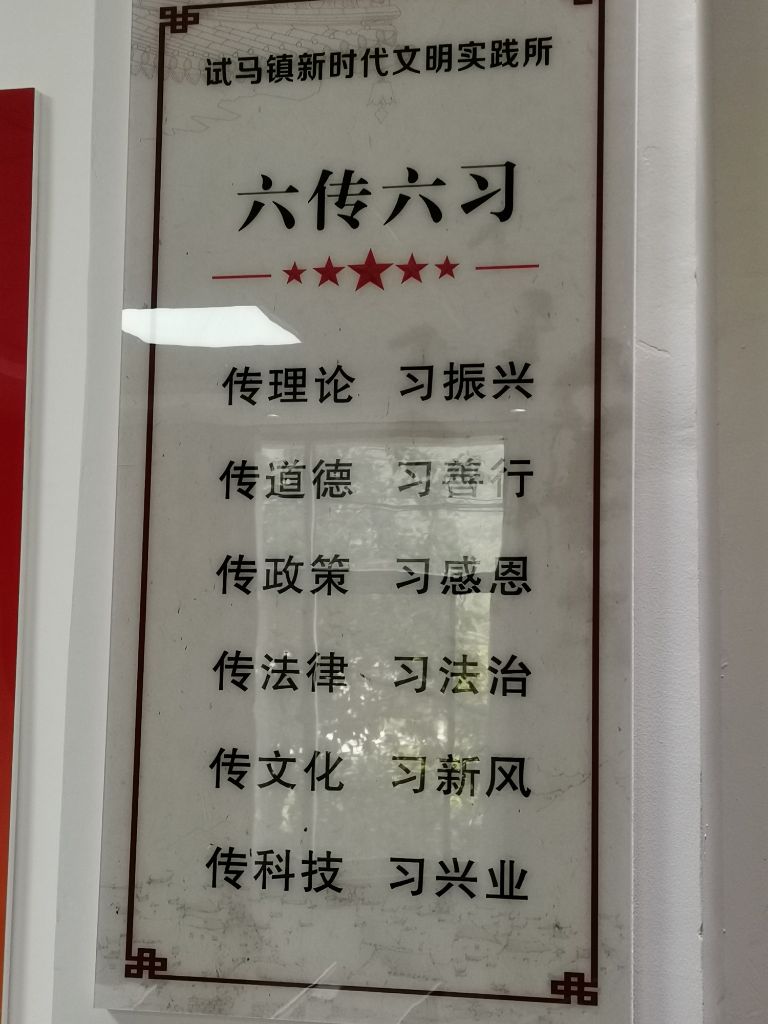 试马镇新时代文明实践所
六传六习
传理论 习振兴
传道德 习善行
传政策 习感恩
传法律 习法治
传文化 习新风
传科技 习兴业